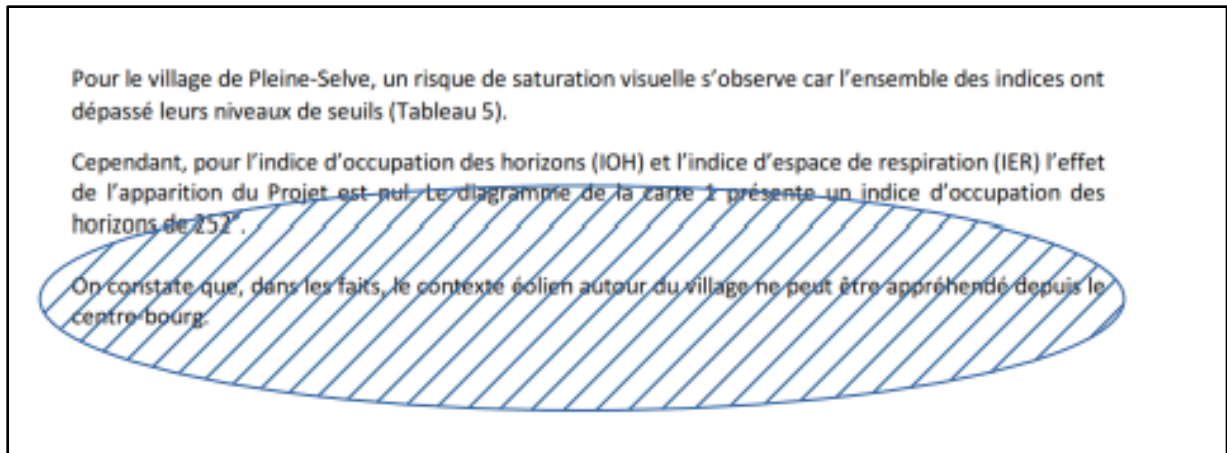 Pour le village de Pleine-Selve, un risque de saturation visuelle s’observe car l’ensemble des indices ont
dépassé leurs niveaux de seuils (Tableau 5).
Cependant, pour l’indice d’occupation des horizons (IOH) et l’indice d’espace de respiration (IER) l’effet
de l’apparition du Projet est nul. Le diagramme de la carte 1 présente un indice d’occupation des
horizons de 252°.
On constate que, dans les faits, le contexte éolien autour du village ne peut être appréhendé depuis le
centre-bourg.